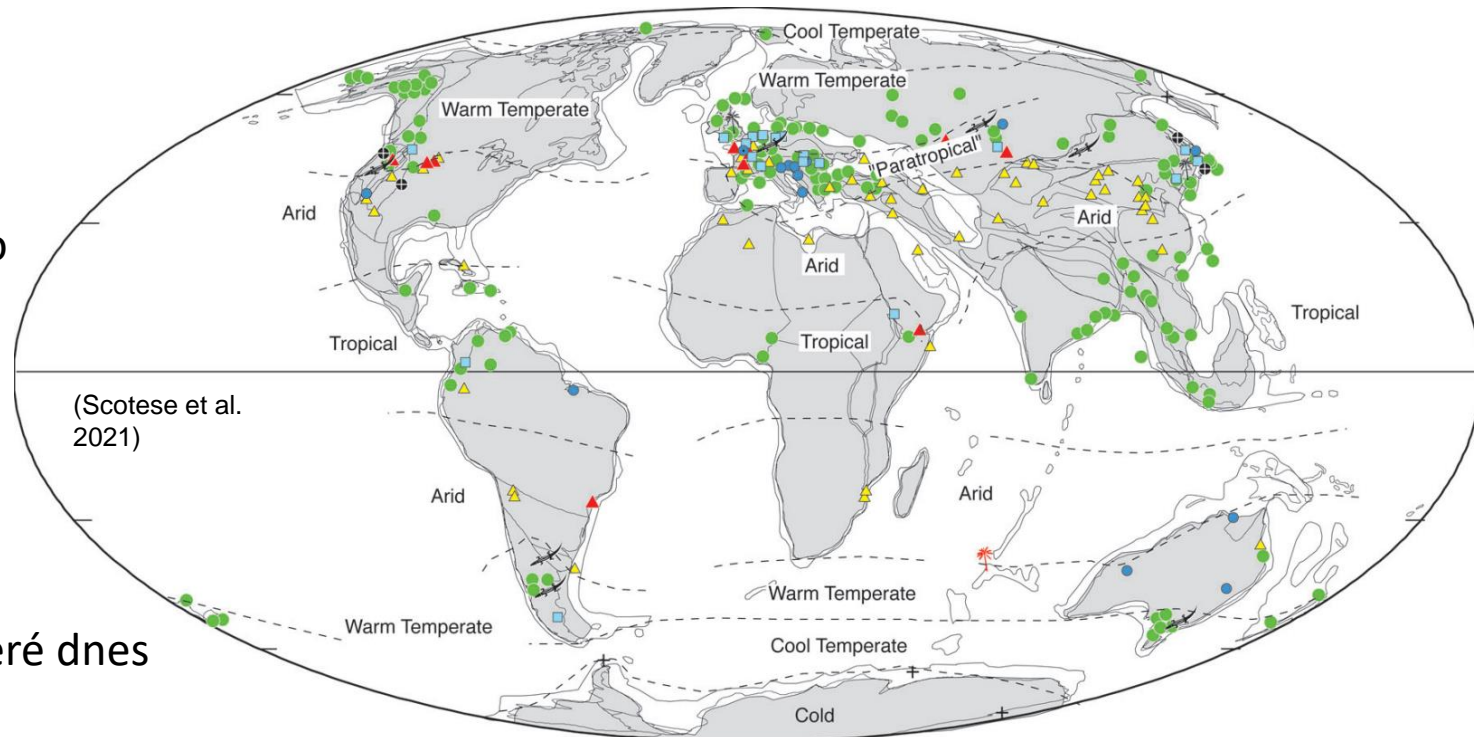 Cool Temperate
Warm Temperate
Warm Temperate
"Paratropical"
Arid
Arid
Arid
Tropical
Tropical
Tropical
(Scotese et al.
2021)
Arid
Arid
Warm Temperate
Warm Temperate
Cool Temperate
eré dnes
Cold